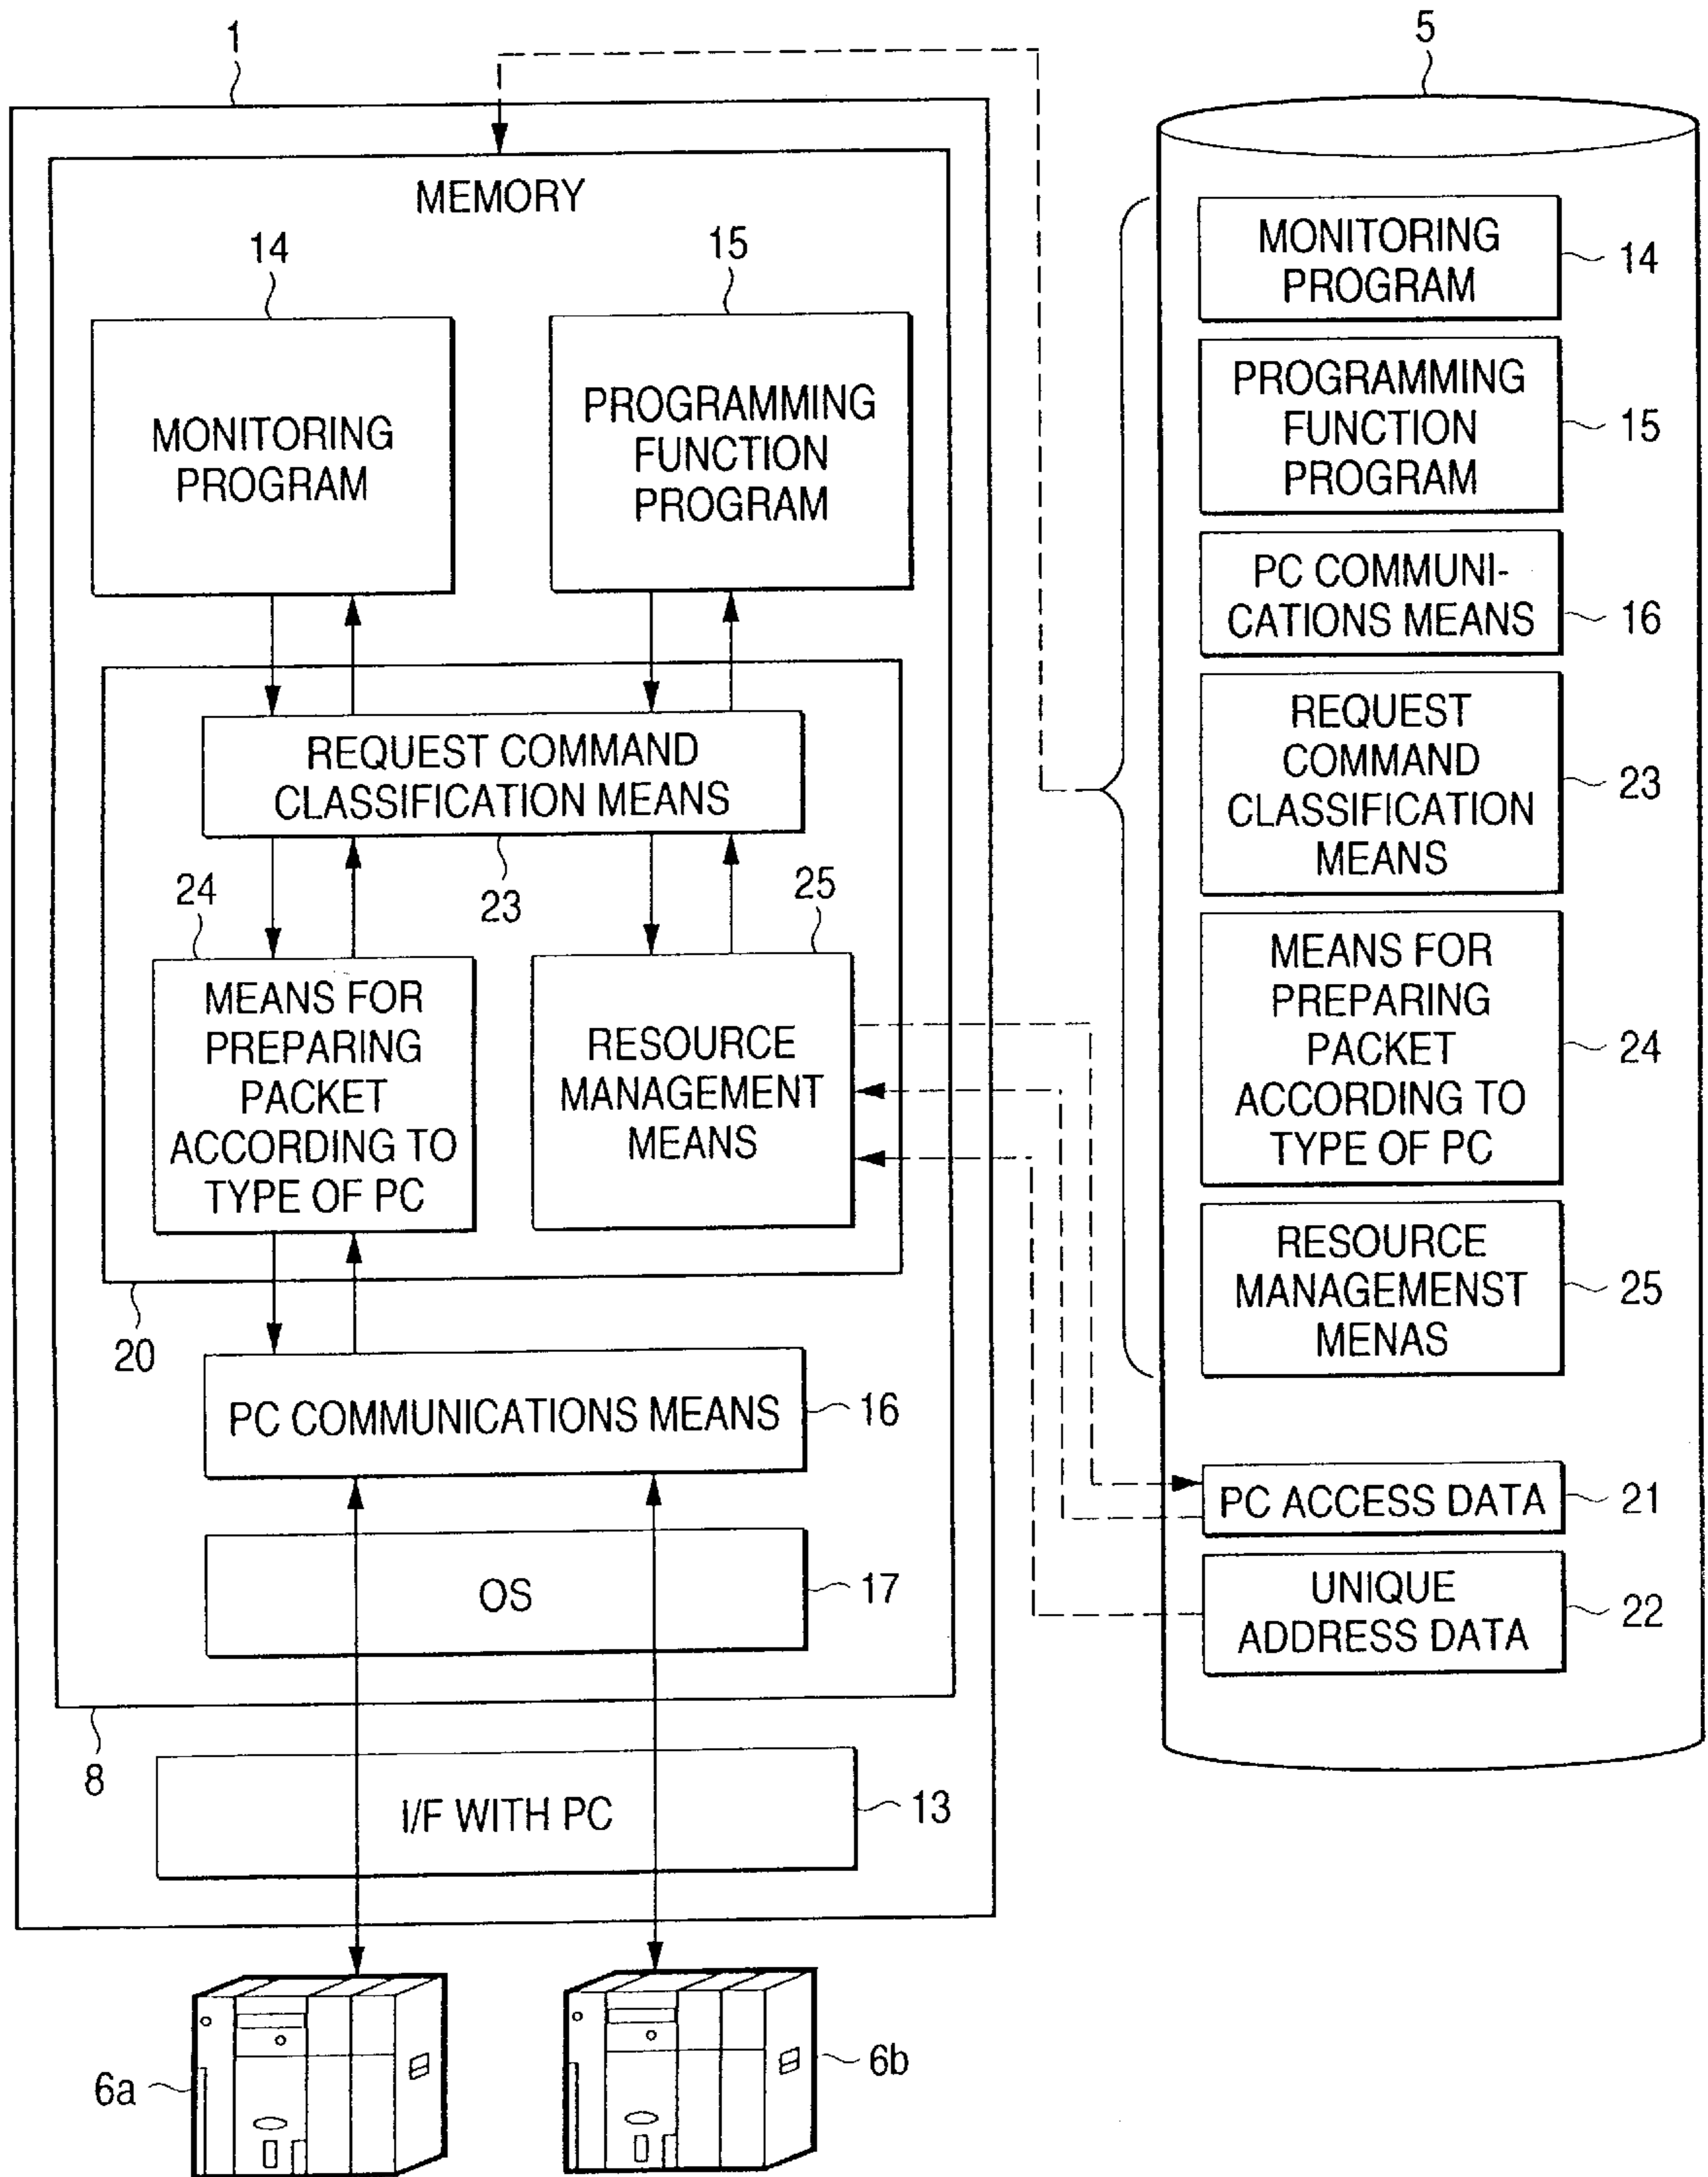 1
5
MEMORY
14
15
MONITORING
PROGRAM
PROGRAMMING
FUNCTION
PROGRAM
REQUEST COMMAND
CLASSIFICATION MEANS
23
24
25
MEANS FOR
PREPARING
PACKET
ACCORDING TO
TYPE OF PC
RESOURCE
MANAGEMENT
MEANS
20
PC COMMUNICATIONS MEANS
16
OS
17
8
I/F WITH PC
13
6a
6b
MONITORING
PROGRAM
14
PROGRAMMING
FUNCTION
PROGRAM
15
PC COMMUNI-
CATIONS MEANS
16
REQUEST
COMMAND
CLASSIFICATION
MEANS
23
MEANS FOR
PREPARING
PACKET
ACCORDING TO
TYPE OF PC
24
RESOURCE
MANAGEMENST
MENAS
25
PC ACCESS DATA
21
UNIQUE
ADDRESS DATA
22